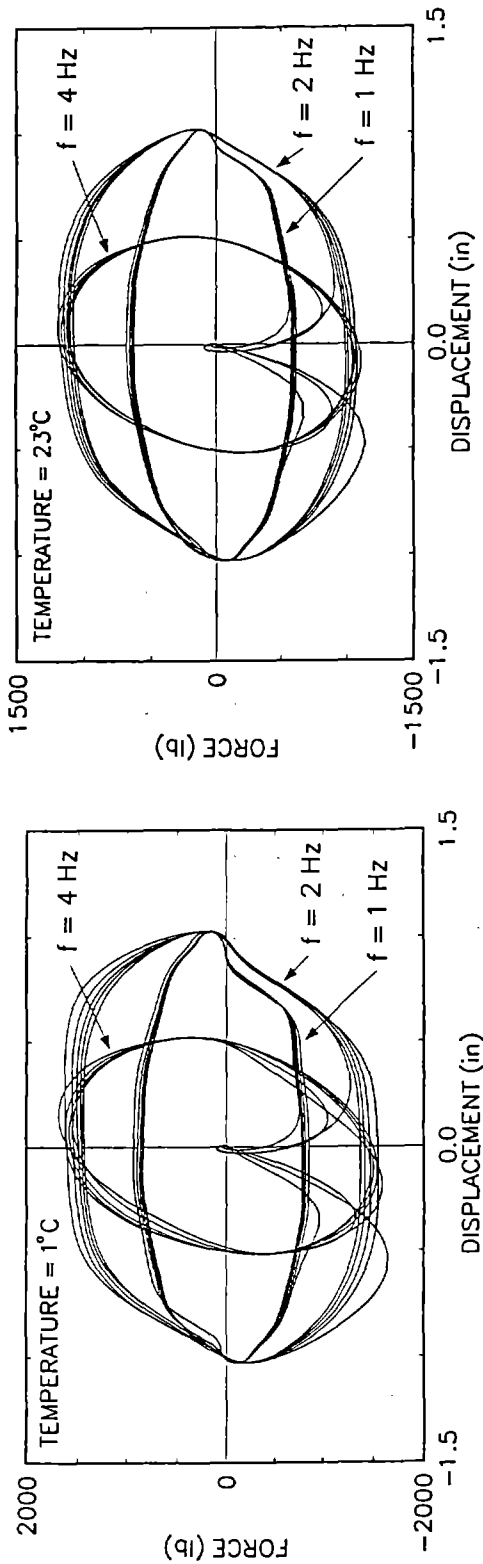 2000
TEMPERATURE = 1°C
f = 4 Hz
FORCE (lb)
0
f = 2 Hz
f = 1 Hz
-2000
-1.5
0.0
1.5
DISPLACEMENT (in)
1500
TEMPERATURE = 23°C
f = 4 Hz
FORCE (lb)
0
f = 2 Hz
f = 1 Hz
-1500
-1.5
0.0
1.5
DISPLACEMENT (in)